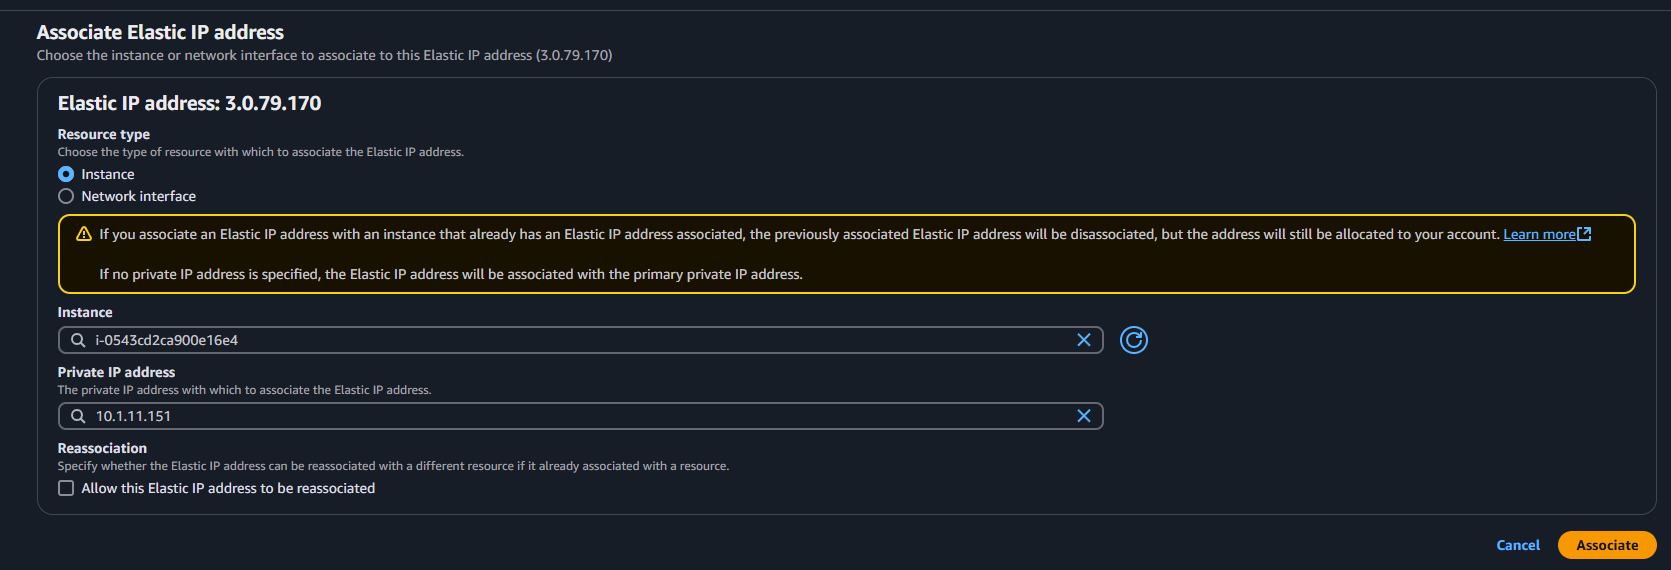 Associate Elastic IP address
Choose the instance or network interface to associate to this Elastic IP address (3.0.79.170)
Elastic IP address: 3.0.79.170
Resource type
Choose the type of resource with which to associate the Elastic IP address.
Instance
Network interface
If you associate an Elastic IP address with an instance that already has an Elastic IP address associated, the previously associated Elastic IP address will be disassociated, but the address will still be allocated to your account. Learn more
If no private IP address is specified, the Elastic IP address will be associated with the primary private IP address.
Instance
i-0543cd2ca900e16e4
Private IP address
The private IP address with which to associate the Elastic IP address.
10.1.11.151
Reassociation
Specify whether the Elastic IP address can be reassociated with a different resource if it already associated with a resource.
Allow this Elastic IP address to be reassociated
Cancel
Associate